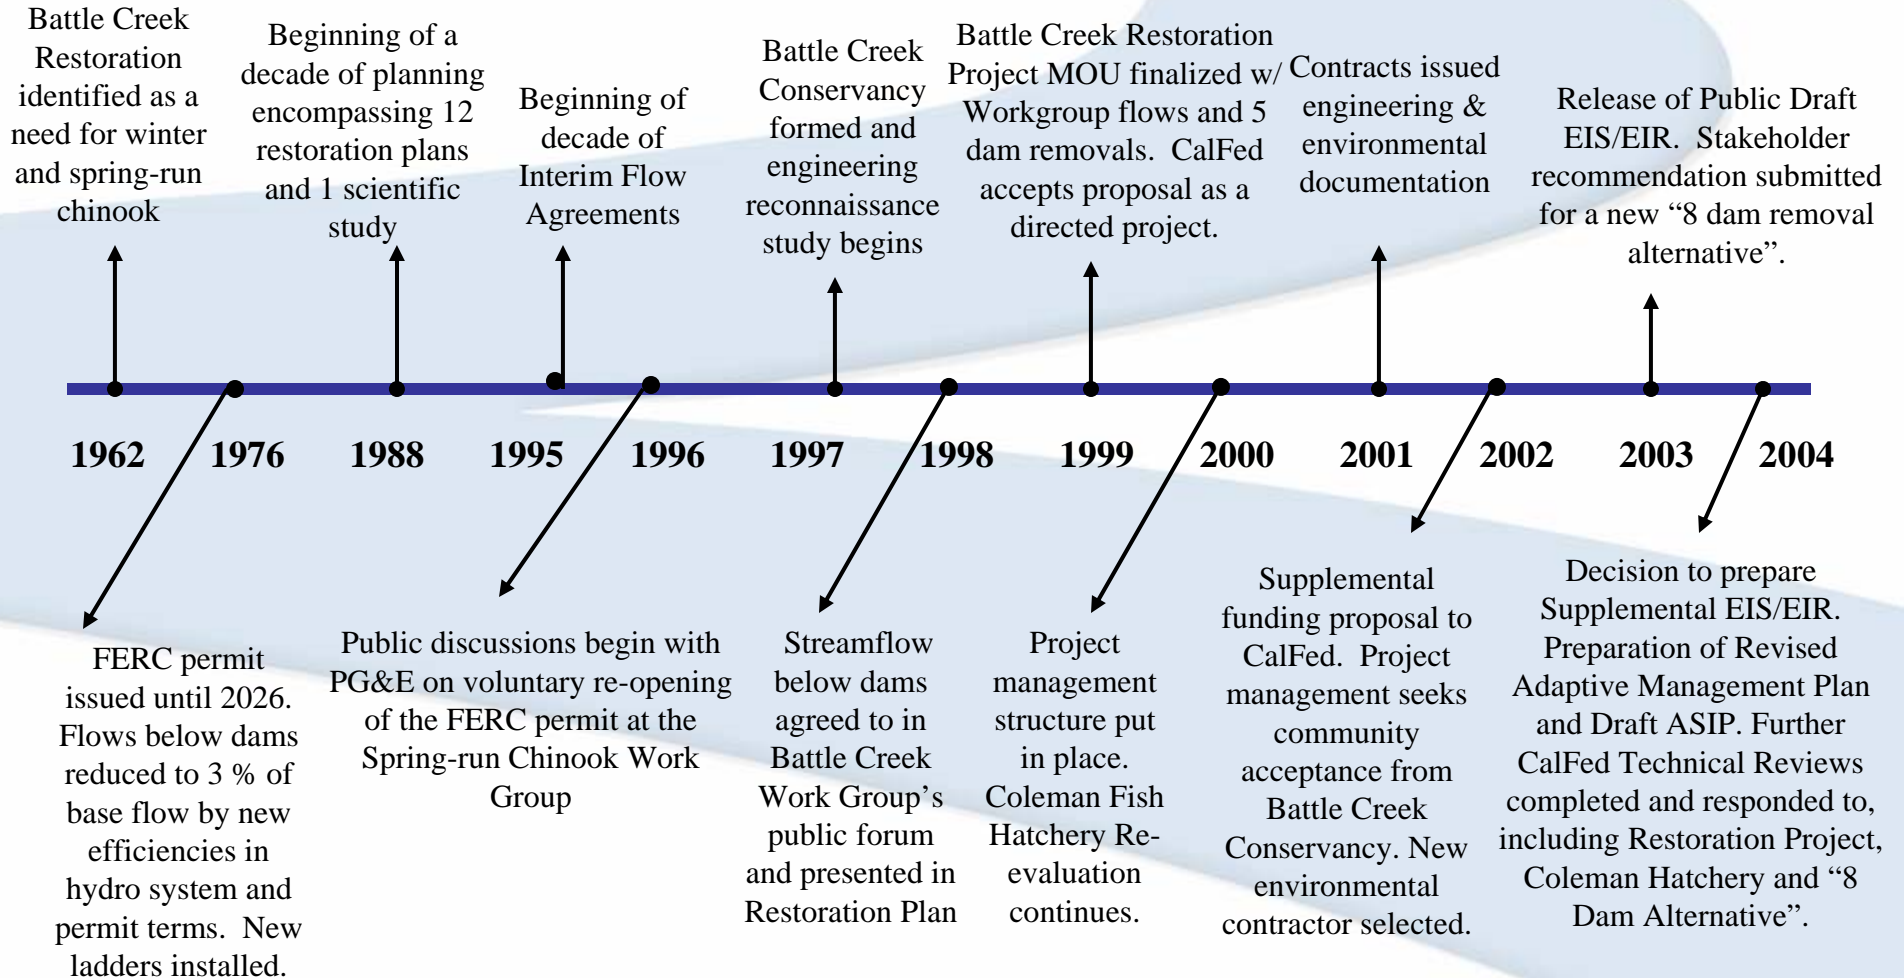 Battle Creek
Restoration
identified as a
need for winter
and spring-run
chinook
Beginning of a
decade of planning
encompassing 12
restoration plans
and 1 scientific
study
Beginning of
decade of
Interim Flow
Agreements
Battle Creek
Conservancy
formed and
engineering
reconnaissance
study begins
Battle Creek Restoration
Project MOU finalized w/
Workgroup flows and 5
dam removals.  CalFed
accepts proposal as a
directed project.
Contracts issued
engineering &
environmental
documentation
Release of Public Draft
EIS/EIR.  Stakeholder
recommendation submitted
for a new “8 dam removal
alternative”.
1962 1976 1988 1995 1996 1997 1998 1999 2000 2001 2002 2003 2004
FERC permit
issued until 2026.
Flows below dams
reduced to 3 % of
base flow by new
efficiencies in
hydro system and
permit terms.  New
ladders installed.
Public discussions begin with
PG&E on voluntary re-opening
of the FERC permit at the
Spring-run Chinook Work
Group
Streamflow
below dams
agreed to in
Battle Creek
Work Group’s
public forum
and presented in
Restoration Plan
Project
management
structure put
in place.
Coleman Fish
Hatchery Re-
evaluation
continues.
Supplemental
funding proposal to
CalFed.  Project
management seeks
community
acceptance from
Battle Creek
Conservancy. New
environmental
contractor selected.
Decision to prepare
Supplemental EIS/EIR.
Preparation of Revised
Adaptive Management Plan
and Draft ASIP. Further
CalFed Technical Reviews
completed and responded to,
including Restoration Project,
Coleman Hatchery and “8
Dam Alternative”.